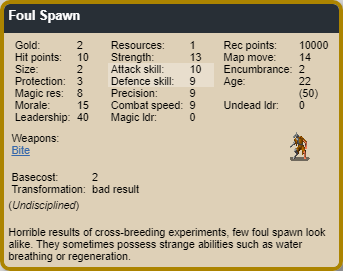 Foul Spawn
Gold: 2 Resources: 1 Rec points: 10000
Hit points: 10 Strength: 13 Map move: 14
Size: 2 Attack skill: 10 Encumbrance: 2
Protection: 3 Defence skill: 9 Age: 22
Magic res: 8 Precision: 9 (50)
Morale: 15 Combat speed: 9 Undead ldr: 0
Leadership: 40 Magic ldr: 0
Weapons:
Bite
Basecost: 2
Transformation: bad result
(Undisciplined)
Horrible results of cross-breeding experiments, few foul spawn look
alike. They sometimes possess strange abilities such as water
breathing or regeneration.